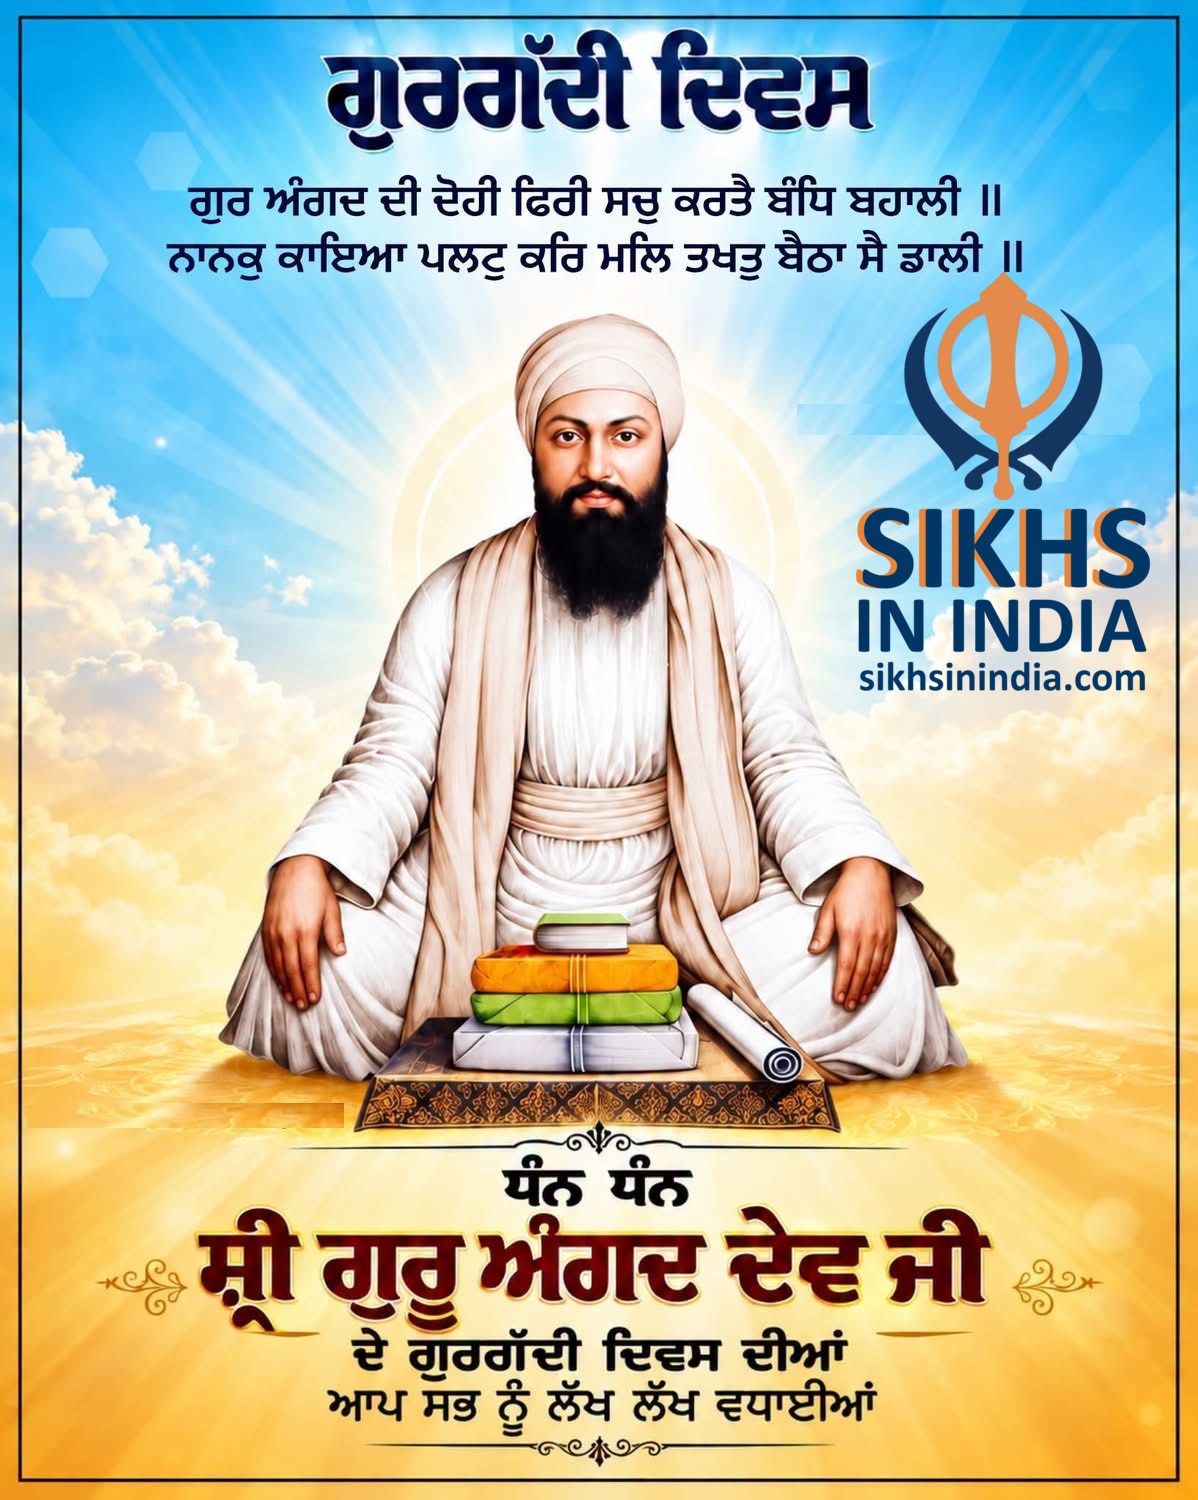 ਗੁਰਗੱਦੀ ਦਿਵਸ
ਗੁਰ ਅੰਗਦ ਦੀ ਦੋਹੀ ਫਿਰੀ ਸਚੁ ਕਰਤੈ ਬੰਧਿ ਬਹਾਲੀ ॥
ਨਾਨਕੁ ਕਾਇਆ ਪਲਟੁ ਕਰਿ ਮਲਿ ਤਖਤੁ ਬੈਠਾ ਸੈ ਡਾਲੀ ॥
SIKHS
IN INDIA
sikhsinindia.com
ਧੰਨ ਧੰਨ
ਸ਼੍ਰੀ ਗੁਰੂ ਅੰਗਦ ਦੇਵ ਜੀ
ਦੇ ਗੁਰਗੱਦੀ ਦਿਵਸ ਦੀਆਂ
ਆਪ ਸਭ ਨੂੰ ਲੱਖ ਲੱਖ ਵਧਾਈਆਂ